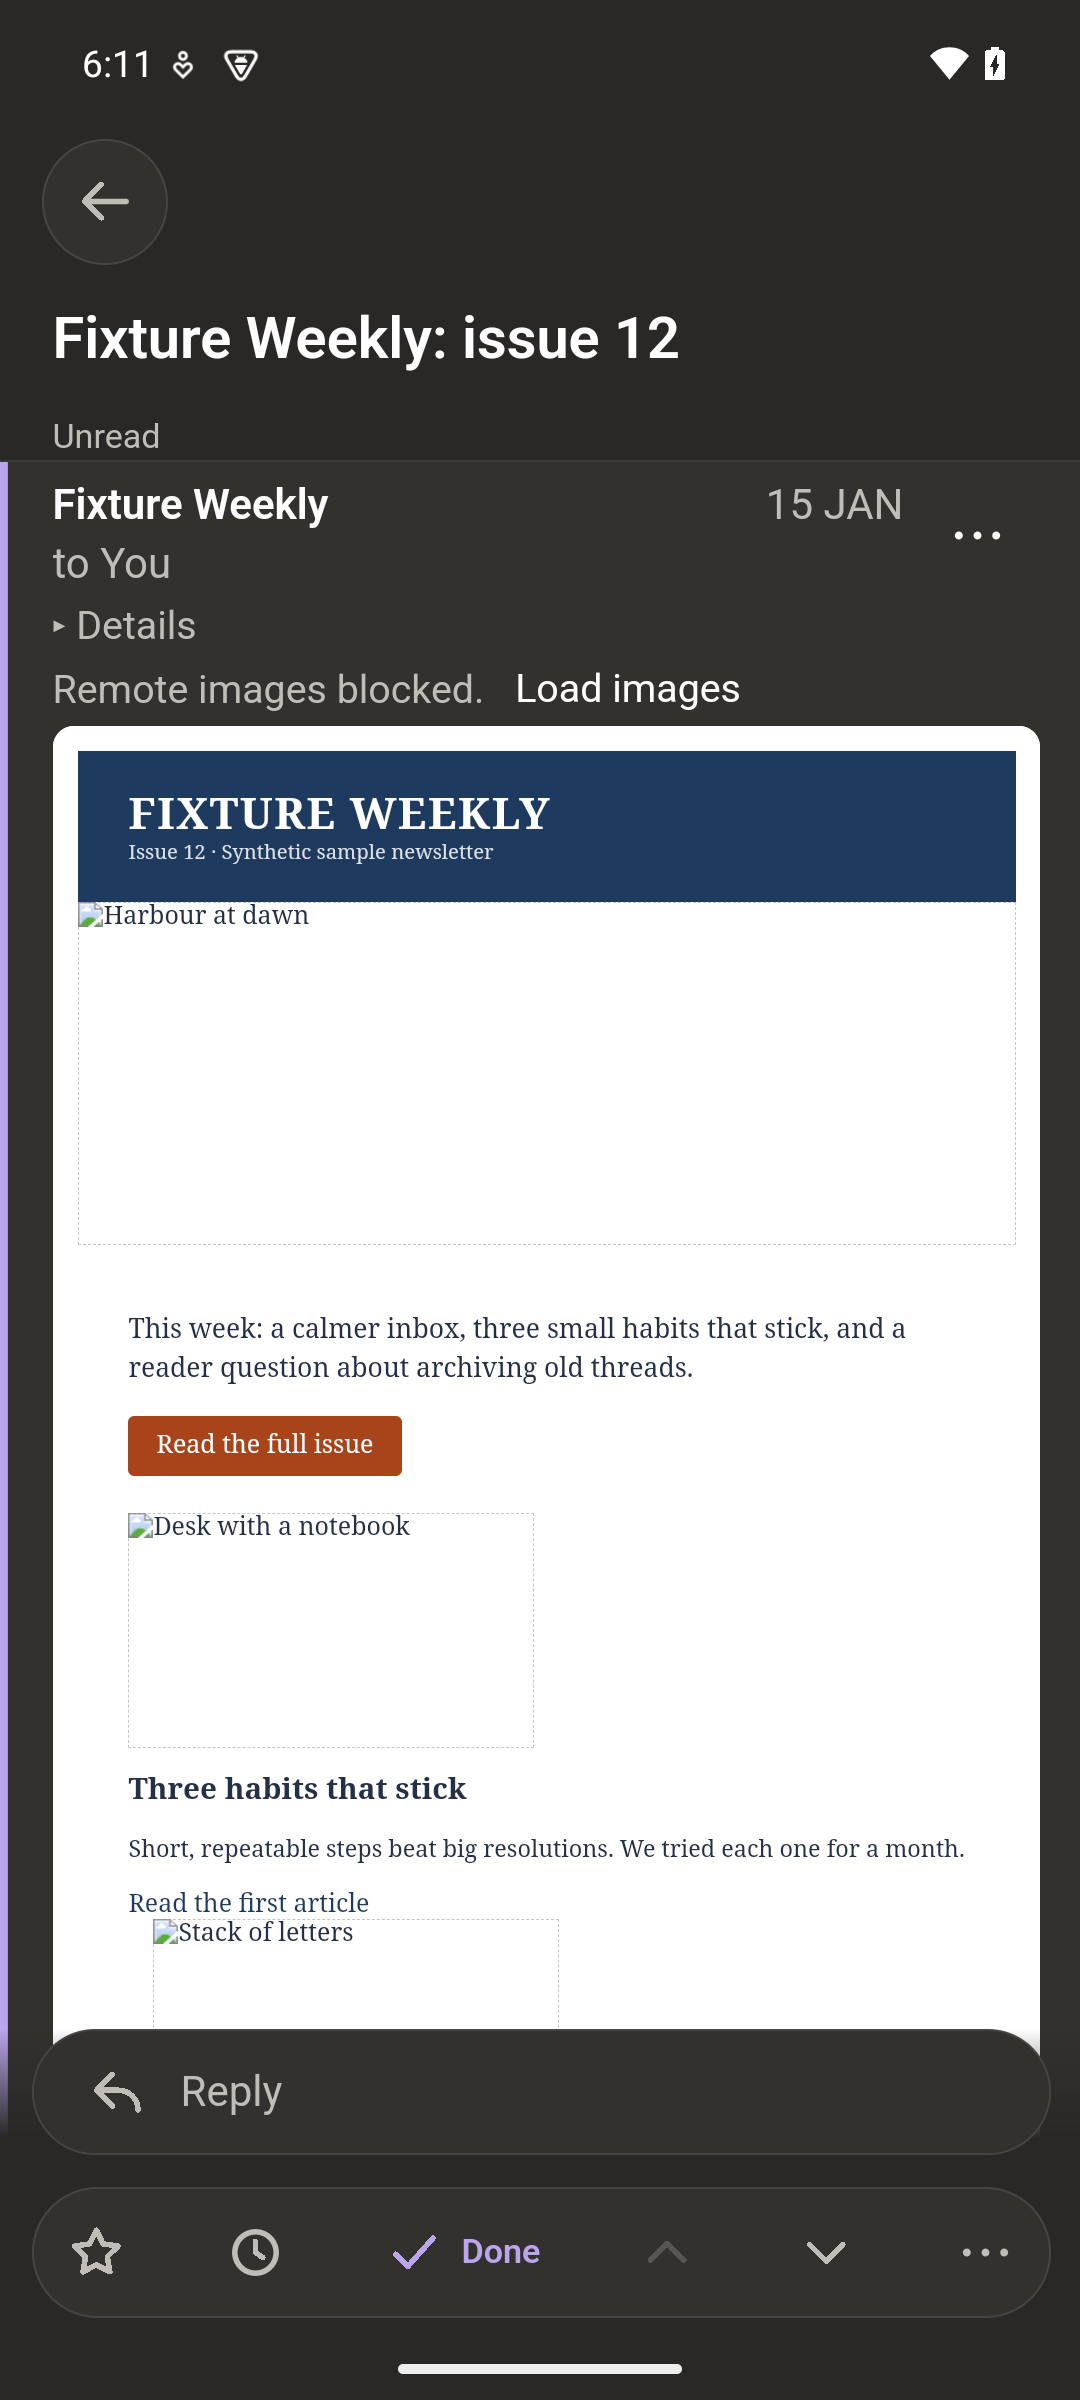 6:11
Fixture Weekly: issue 12
Unread
Fixture Weekly
15 JAN
to You
Details
Remote images blocked. Load images
FIXTURE WEEKLY
Issue 12 · Synthetic sample newsletter
Harbour at dawn
This week: a calmer inbox, three small habits that stick, and a
reader question about archiving old threads.
Read the full issue
Desk with a notebook
Three habits that stick
Short, repeatable steps beat big resolutions. We tried each one for a month.
Read the first article
Stack of letters
Reply
Done